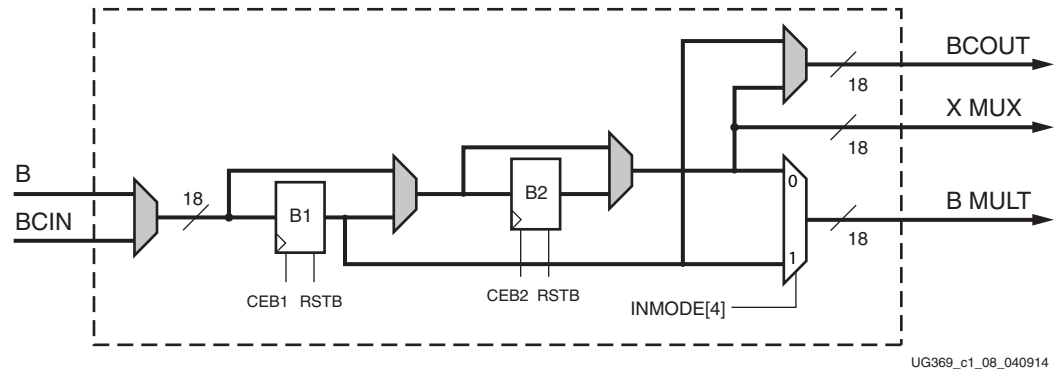 BCOUT
18
X MUX
18
B
18
B1
B2
0
B MULT
BCIN
18
1
CEB1 RSTB
CEB2 RSTB
INMODE[4]
UG369_c1_08_040914